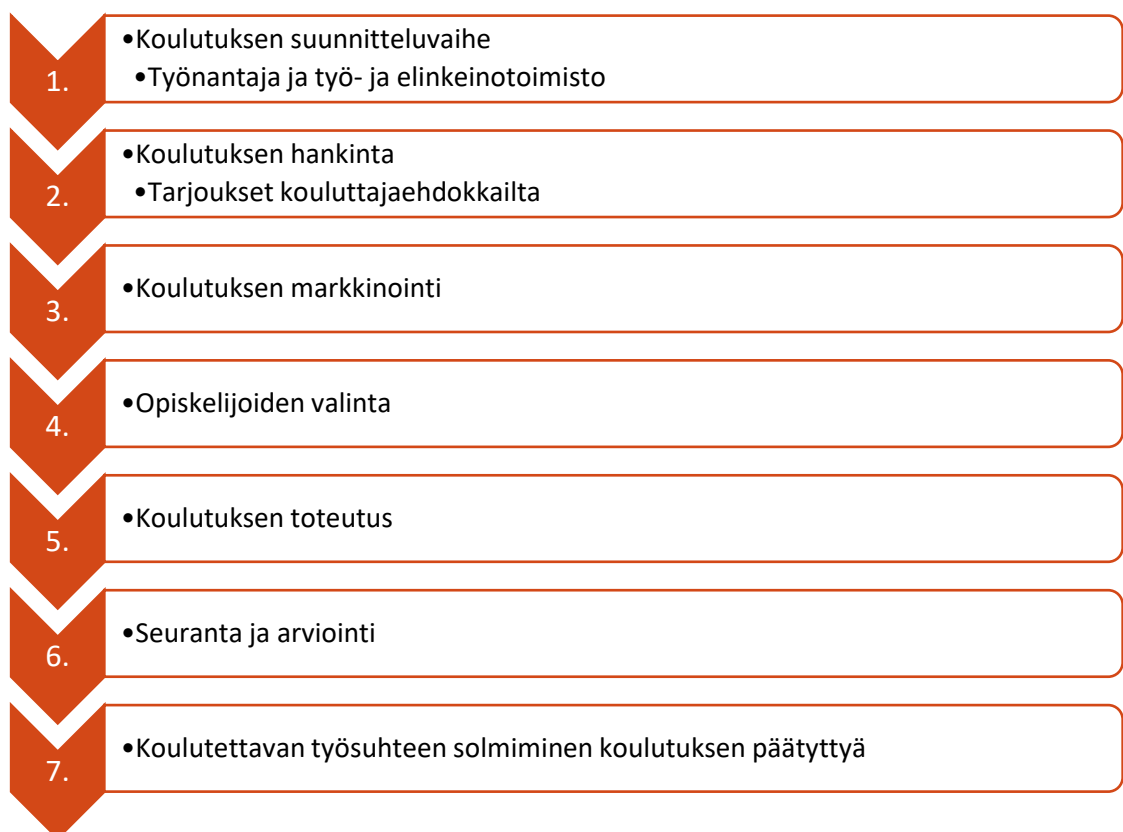 1.
•Koulutuksen suunnitteluvaihe
•Työnantaja ja työ- ja elinkeinotoimisto
2.
•Koulutuksen hankinta
•Tarjoukset kouluttajaehdokkailta
3.
•Koulutuksen markkinointi
4.
•Opiskelijoiden valinta
5.
•Koulutuksen toteutus
6.
•Seuranta ja arviointi
7.
•Koulutettavan työsuhteen solmiminen koulutuksen päätyttyä